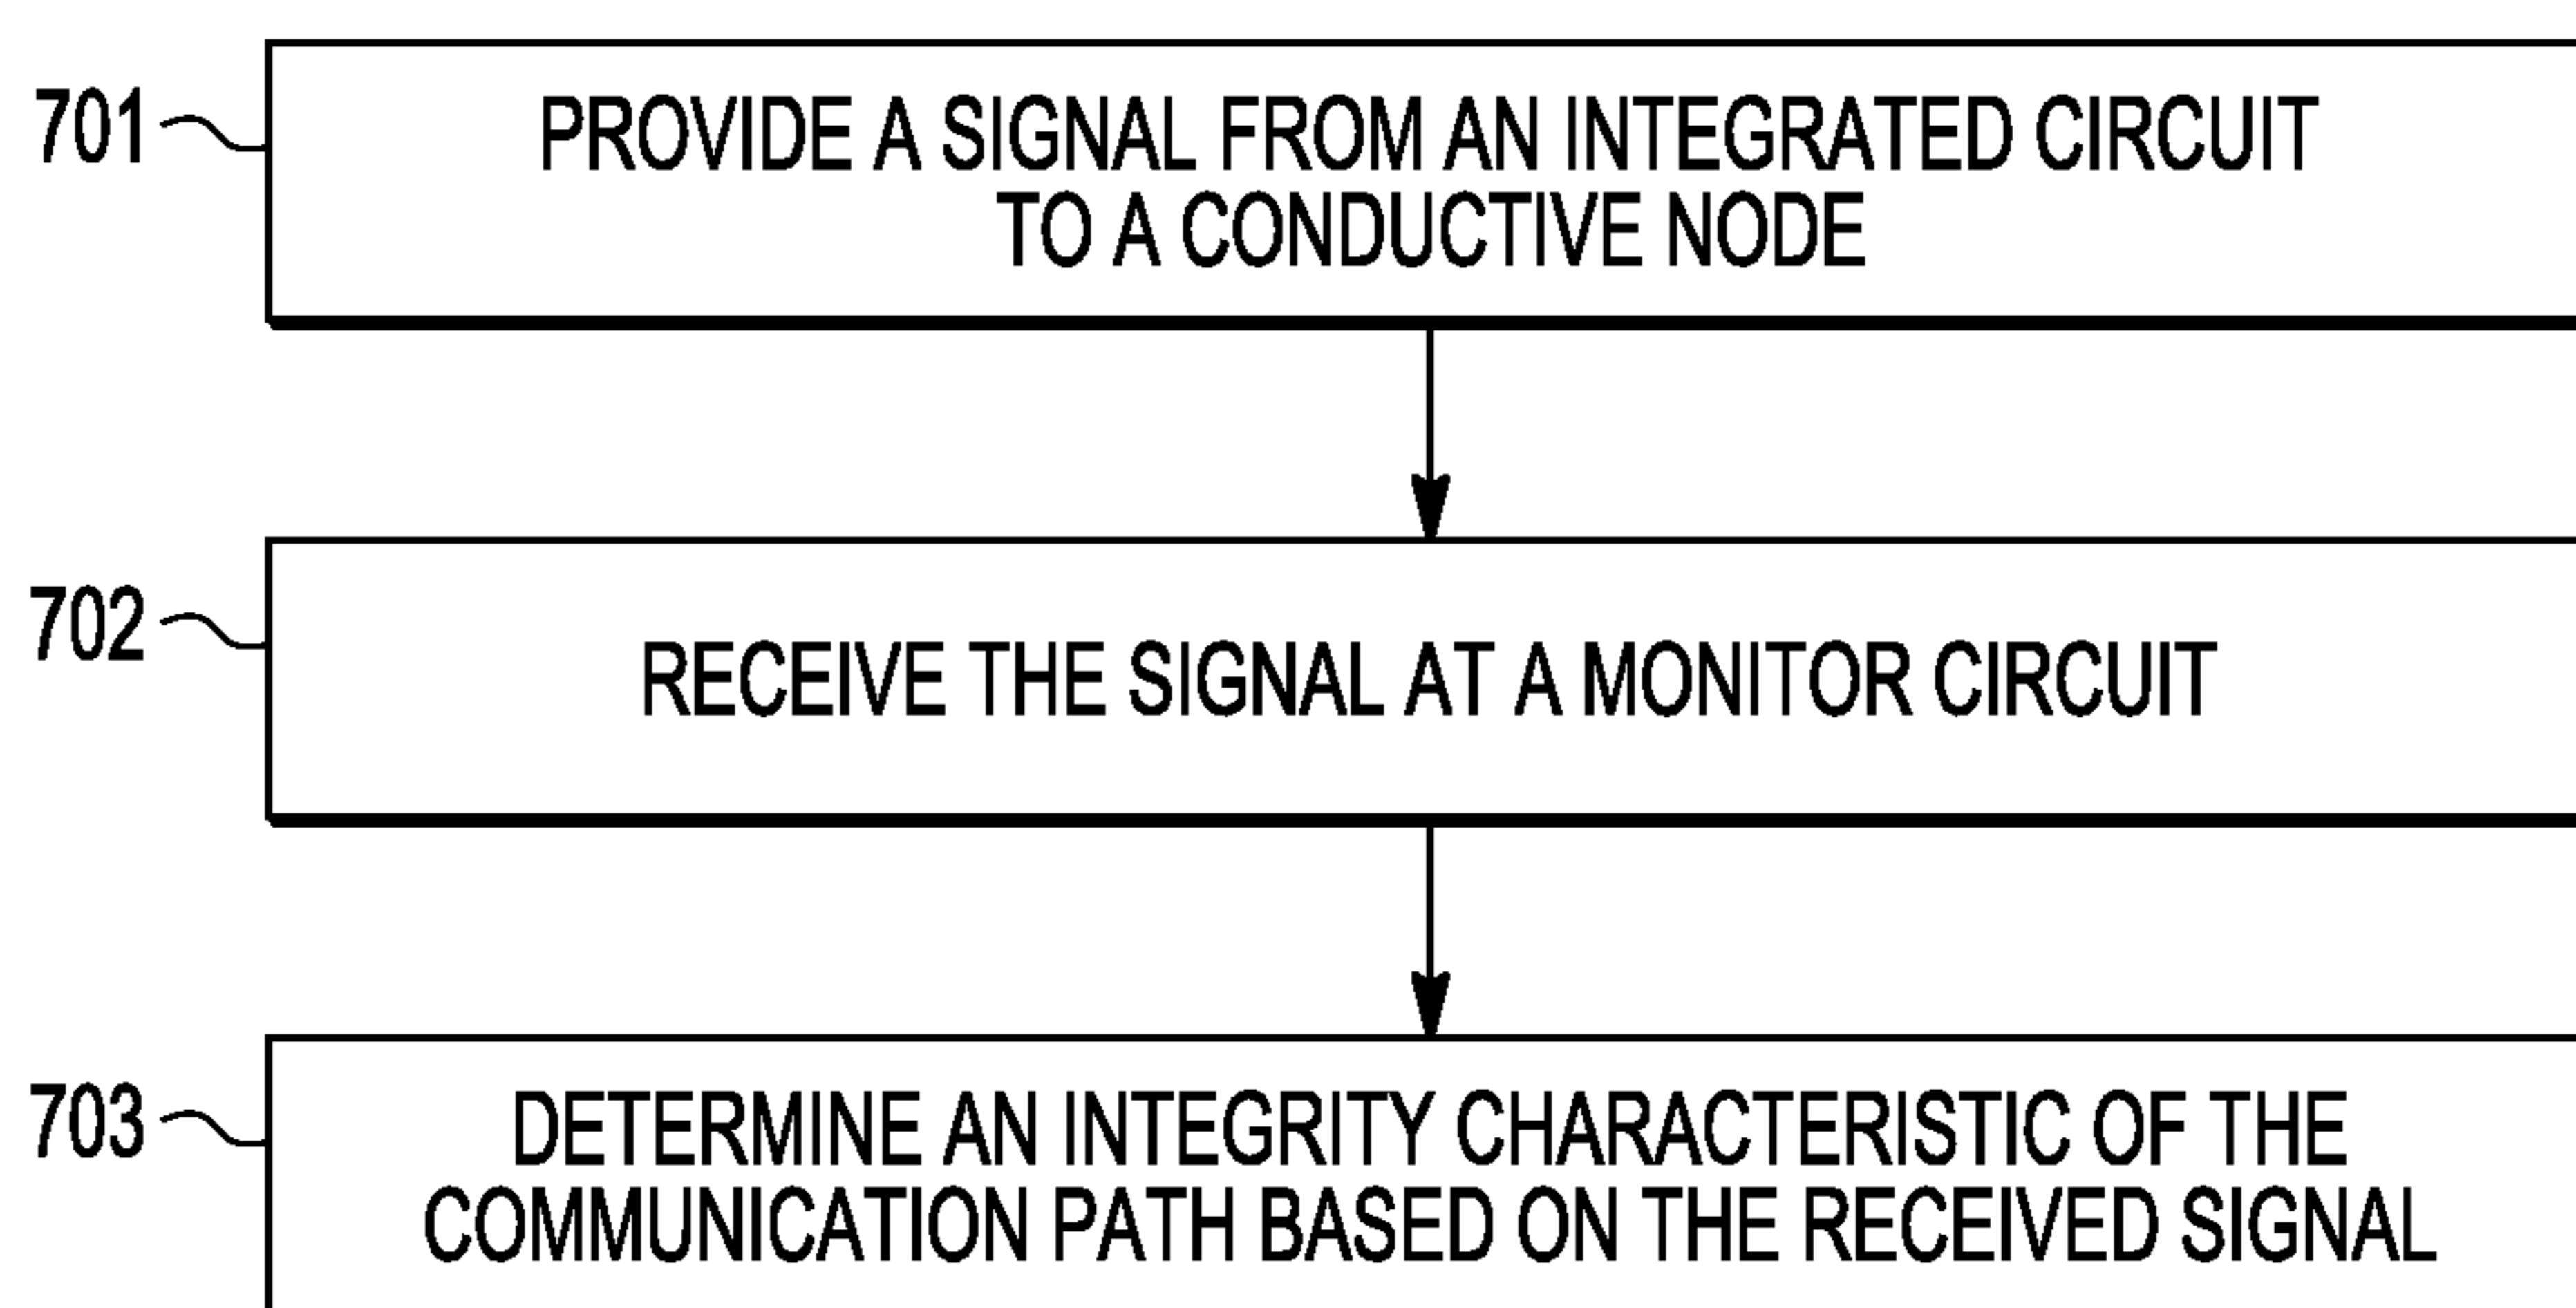 701
PROVIDE A SIGNAL FROM AN INTEGRATED CIRCUIT
TO A CONDUCTIVE NODE
702
RECEIVE THE SIGNAL AT A MONITOR CIRCUIT
703
DETERMINE AN INTEGRITY CHARACTERISTIC OF THE
COMMUNICATION PATH BASED ON THE RECEIVED SIGNAL